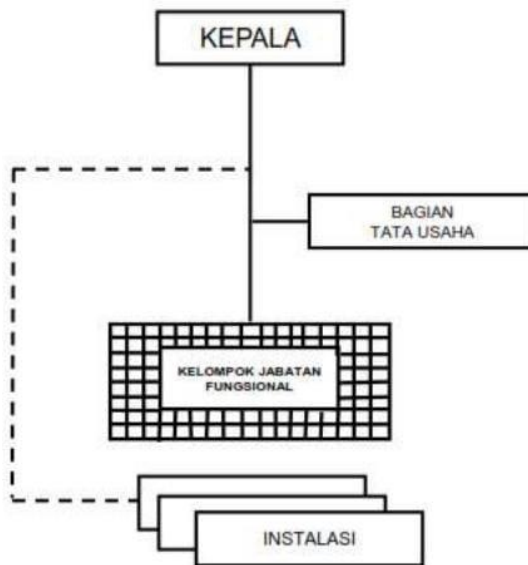 KEPALA
BAGIAN
TATA USAHA
KELOMPOK JABATAN
FUNGSIONAL
INSTALASI